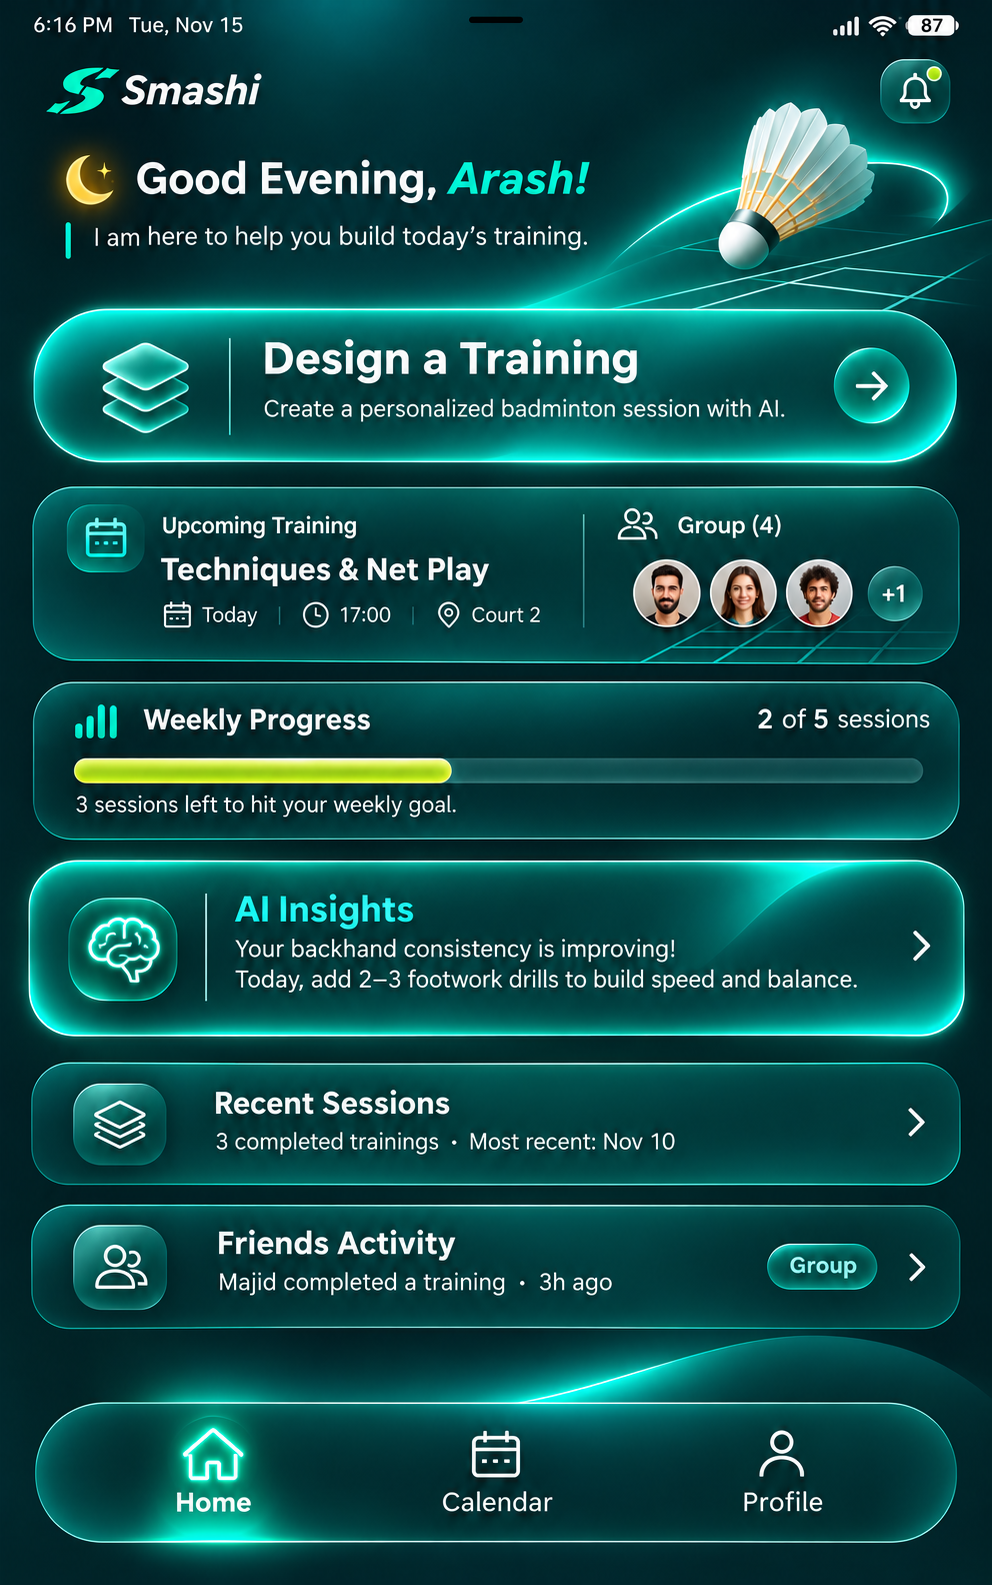 6:16 PM Tue, Nov 15
87
Smashi
Good Evening, Arash!
I am here to help you build today’s training.
Design a Training
Create a personalized badminton session with AI.
Upcoming Training
Techniques & Net Play
Today | 17:00 | Court 2
Group (4)
+1
Weekly Progress
2 of 5 sessions
3 sessions left to hit your weekly goal.
AI Insights
Your backhand consistency is improving!
Today, add 2–3 footwork drills to build speed and balance.
Recent Sessions
3 completed trainings • Most recent: Nov 10
Friends Activity
Majid completed a training • 3h ago
Group
Home
Calendar
Profile